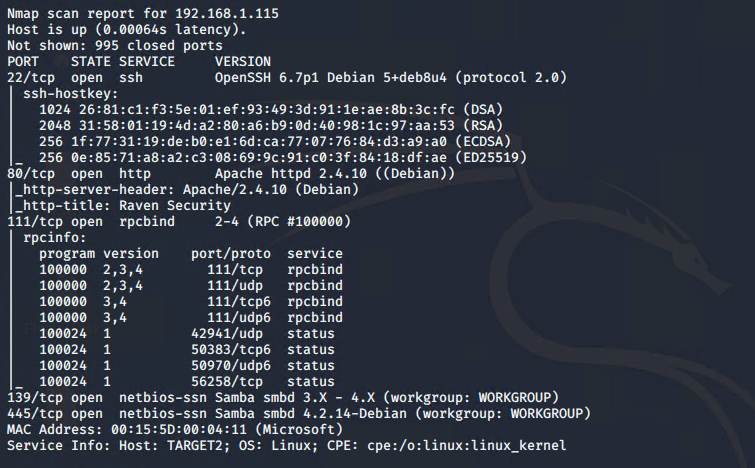 Nmap scan report for 192.168.1.115
Host is up (0.00064s latency).
Not shown: 995 closed ports
PORT    STATE SERVICE     VERSION
22/tcp  open  ssh         OpenSSH 6.7p1 Debian 5+deb8u4 (protocol 2.0)
| ssh-hostkey:
|   1024 26:81:c1:f3:5e:01:ef:93:49:3d:91:1e:ae:8b:3c:fc (DSA)
|   2048 31:58:01:19:4d:a2:80:a6:b9:0d:40:98:1c:97:aa:53 (RSA)
|   256 1f:77:31:19:de:b0:e1:6d:ca:77:07:76:84:d3:a9:a0 (ECDSA)
|_  256 0e:85:71:a8:a2:c3:08:69:9c:91:c0:3f:84:18:df:ae (ED25519)
80/tcp  open  http        Apache httpd 2.4.10 ((Debian))
|_http-server-header: Apache/2.4.10 (Debian)
|_http-title: Raven Security
111/tcp open  rpcbind     2-4 (RPC #100000)
| rpcinfo:
|   program version    port/proto  service
|   100000  2,3,4        111/tcp   rpcbind
|   100000  2,3,4        111/udp   rpcbind
|   100000  3,4          111/tcp6  rpcbind
|   100000  3,4          111/udp6  rpcbind
|   100024  1          42941/udp   status
|   100024  1          50383/tcp6  status
|   100024  1          50970/udp6  status
|_  100024  1          56258/tcp   status
139/tcp open  netbios-ssn Samba smbd 3.X - 4.X (workgroup: WORKGROUP)
445/tcp open  netbios-ssn Samba smbd 4.2.14-Debian (workgroup: WORKGROUP)
MAC Address: 00:15:5D:00:04:11 (Microsoft)
Service Info: Host: TARGET2; OS: Linux; CPE: cpe:/o:linux:linux_kernel